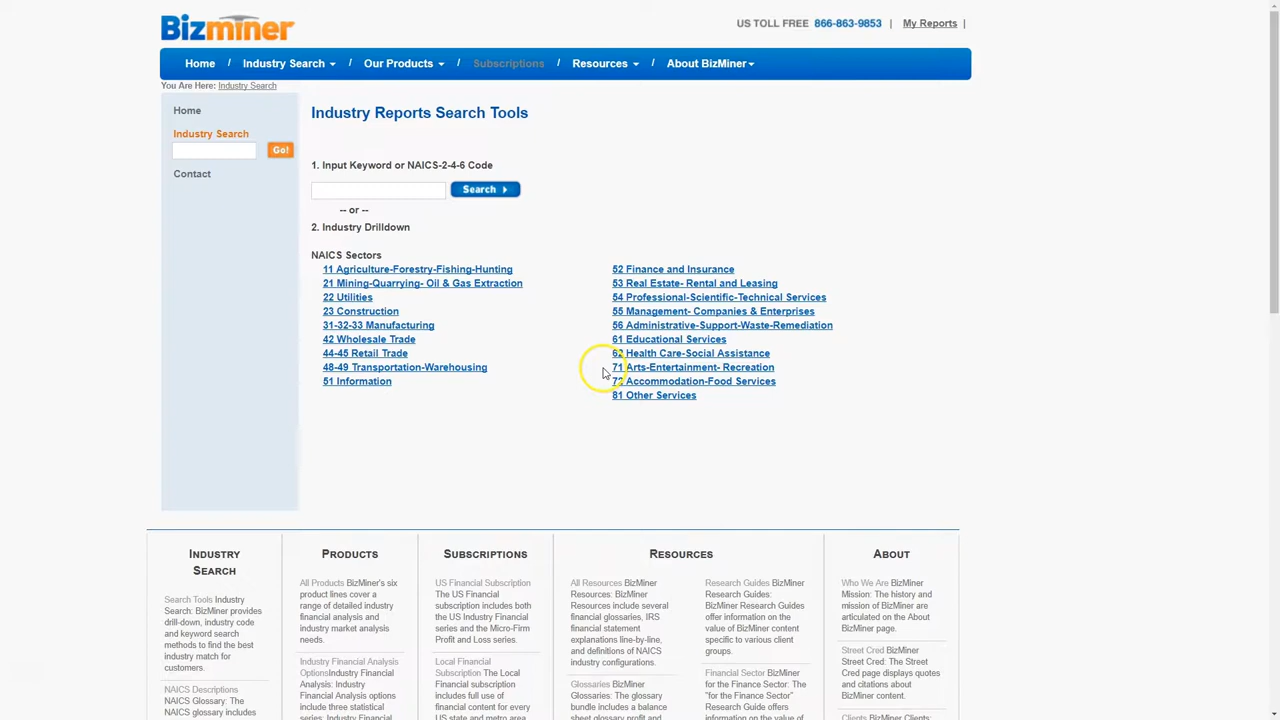 Bizminer
US TOLL FREE 866-863-9853 | My Reports |
Home / Industry Search / Our Products / Subscriptions / Resources / About BizMiner
You Are Here: Industry Search
Home
Industry Search
Go!
Contact
Industry Reports Search Tools
1. Input Keyword or NAICS-2-4-6 Code
Search
-- or --
2. Industry Drilldown
NAICS Sectors
11 Agriculture-Forestry-Fishing-Hunting
21 Mining-Quarrying- Oil & Gas Extraction
22 Utilities
23 Construction
31-32-33 Manufacturing
42 Wholesale Trade
44-45 Retail Trade
48-49 Transportation-Warehousing
51 Information
52 Finance and Insurance
53 Real Estate- Rental and Leasing
54 Professional-Scientific-Technical Services
55 Management- Companies & Enterprises
56 Administrative-Support-Waste-Remediation
61 Educational Services
62 Health Care-Social Assistance
71 Arts-Entertainment- Recreation
72 Accommodation-Food Services
81 Other Services
INDUSTRY
SEARCH
Search Tools Industry
Search: BizMiner provides
drill-down, industry code
and keyword search
methods to find the best
industry match for
customers.
NAICS Descriptions
NAICS Glossary: The
NAICS glossary includes
PRODUCTS
All Products BizMiner's six
product lines cover a
range of detailed industry
financial analysis and
industry market analysis
needs.
Industry Financial Analysis
OptionsIndustry Financial
Analysis: Industry
Financial Analysis options
include three statistical
series: Industry Financial
SUBSCRIPTIONS
US Financial Subscription
The US Financial
subscription includes both
the US Industry Financial
series and the Micro-Firm
Profit and Loss series.
Local Financial
Subscription The Local
Financial subscription
includes full use of
financial content for every
US state and metro area
RESOURCES
All Resources BizMiner
Resources: BizMiner
Resources include several
financial glossaries, IRS
financial statement
explanations line-by-line,
and definitions of NAICS
industry configurations.
Glossaries BizMiner
Glossaries: The glossary
bundle includes a balance
sheet glossary profit and
Research Guides BizMiner
Research Guides:
BizMiner Research Guides
offer information on the
value of BizMiner content
specific to various client
groups.
Financial Sector BizMiner
for the Finance Sector: The
"for the Finance Sector"
Research Guide offers
information on the value of
ABOUT
Who We Are BizMiner
Mission: The history and
mission of BizMiner are
articulated on the About
BizMiner page.
Street Cred BizMiner
Street Cred: The Street
Cred page displays quotes
and citations about
BizMiner content.
Clients BizMiner Clients: